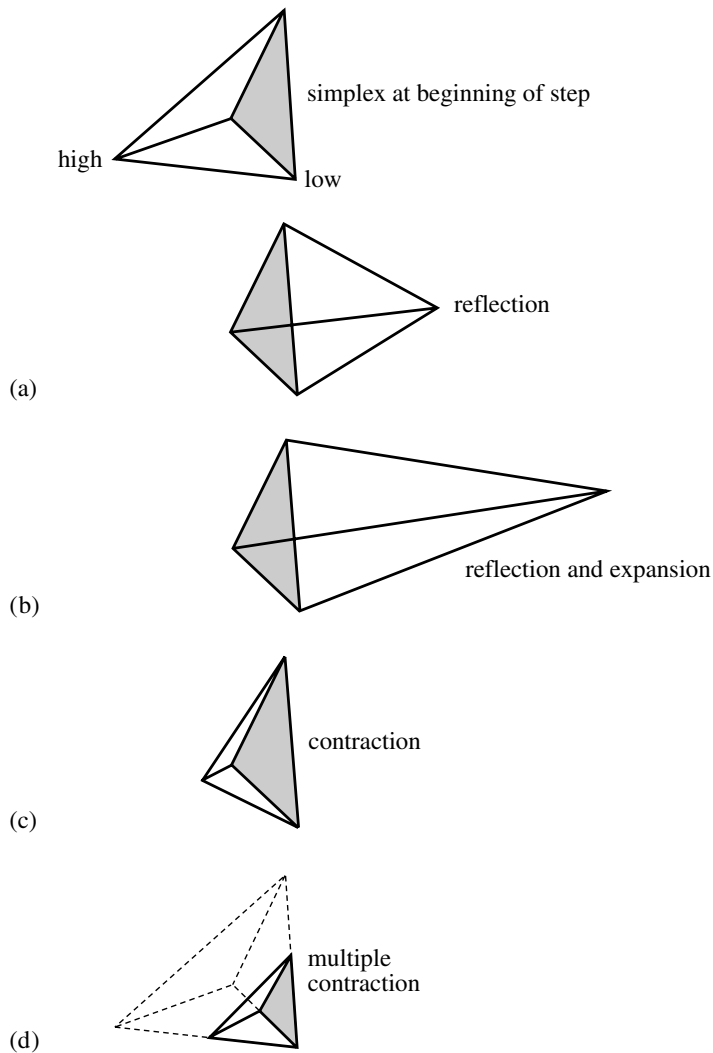 simplex at beginning of step
high
low
reflection
(a)
reflection and expansion
(b)
contraction
(c)
multiple
contraction
(d)